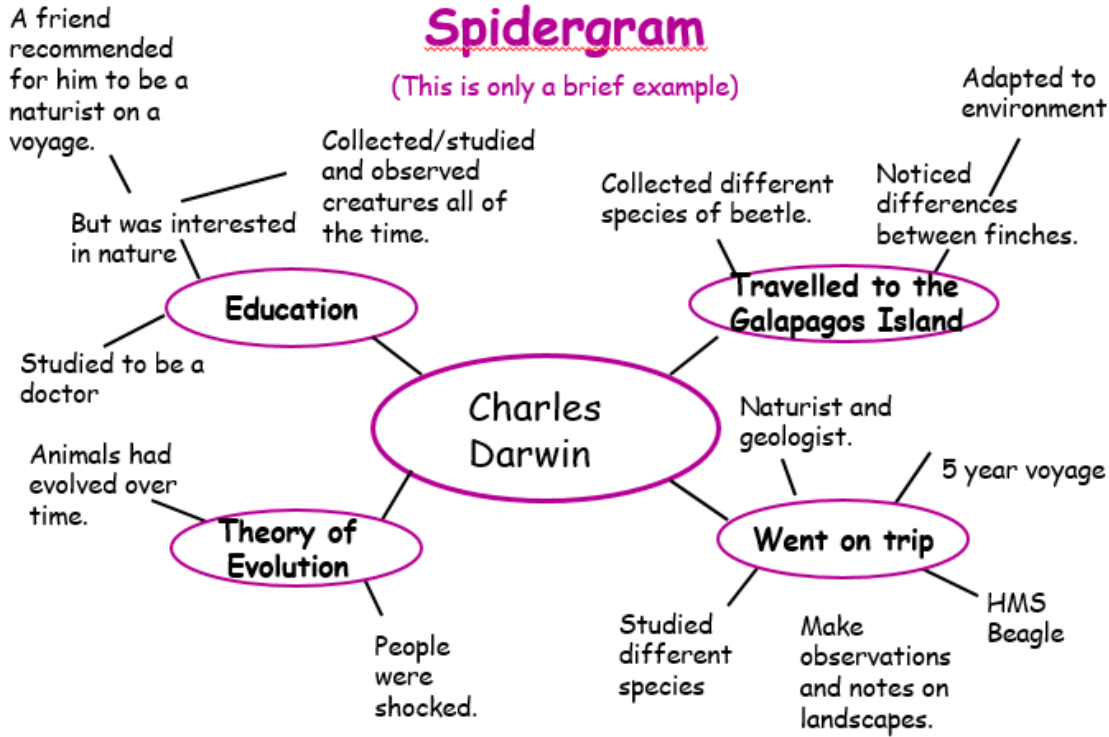 Spidergram
(This is only a brief example)
A friend
recommended
for him to be a
naturist on a
voyage.
But was interested
in nature
Collected/studied
and observed
creatures all of
the time.
Education
Studied to be a
doctor
Collected different
species of beetle.
Adapted to
environment
Noticed
differences
between finches.
Travelled to the
Galapagos Island
Charles
Darwin
Animals had
evolved over
time.
Theory of
Evolution
People
were
shocked.
Naturist and
geologist.
5 year voyage
Went on trip
HMS
Beagle
Studied
different
species
Make
observations
and notes on
landscapes.